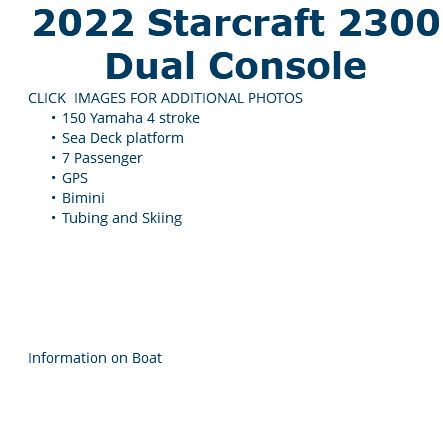 2022 Starcraft 2300
Dual Console
CLICK  IMAGES FOR ADDITIONAL PHOTOS
• 150 Yamaha 4 stroke
• Sea Deck platform
• 7 Passenger
• GPS
• Bimini
• Tubing and Skiing
Information on Boat